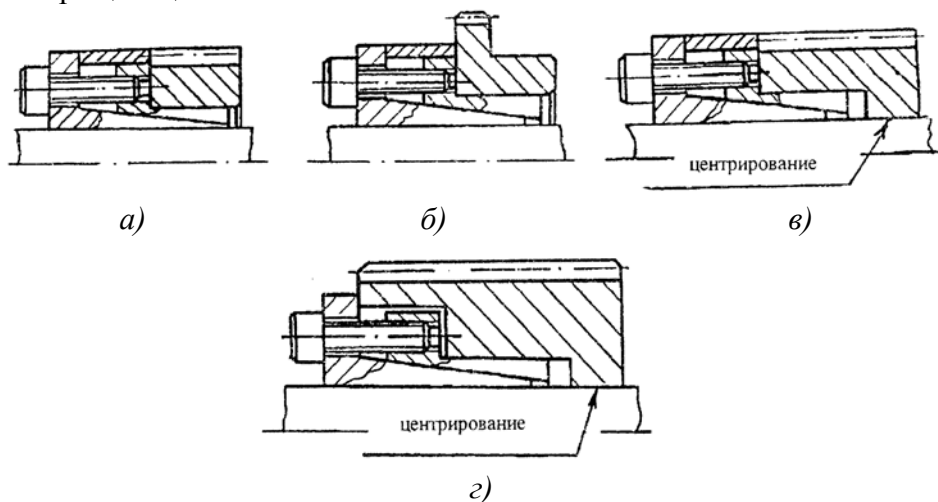 а)
б)
в)
центрирование
г)
центрирование